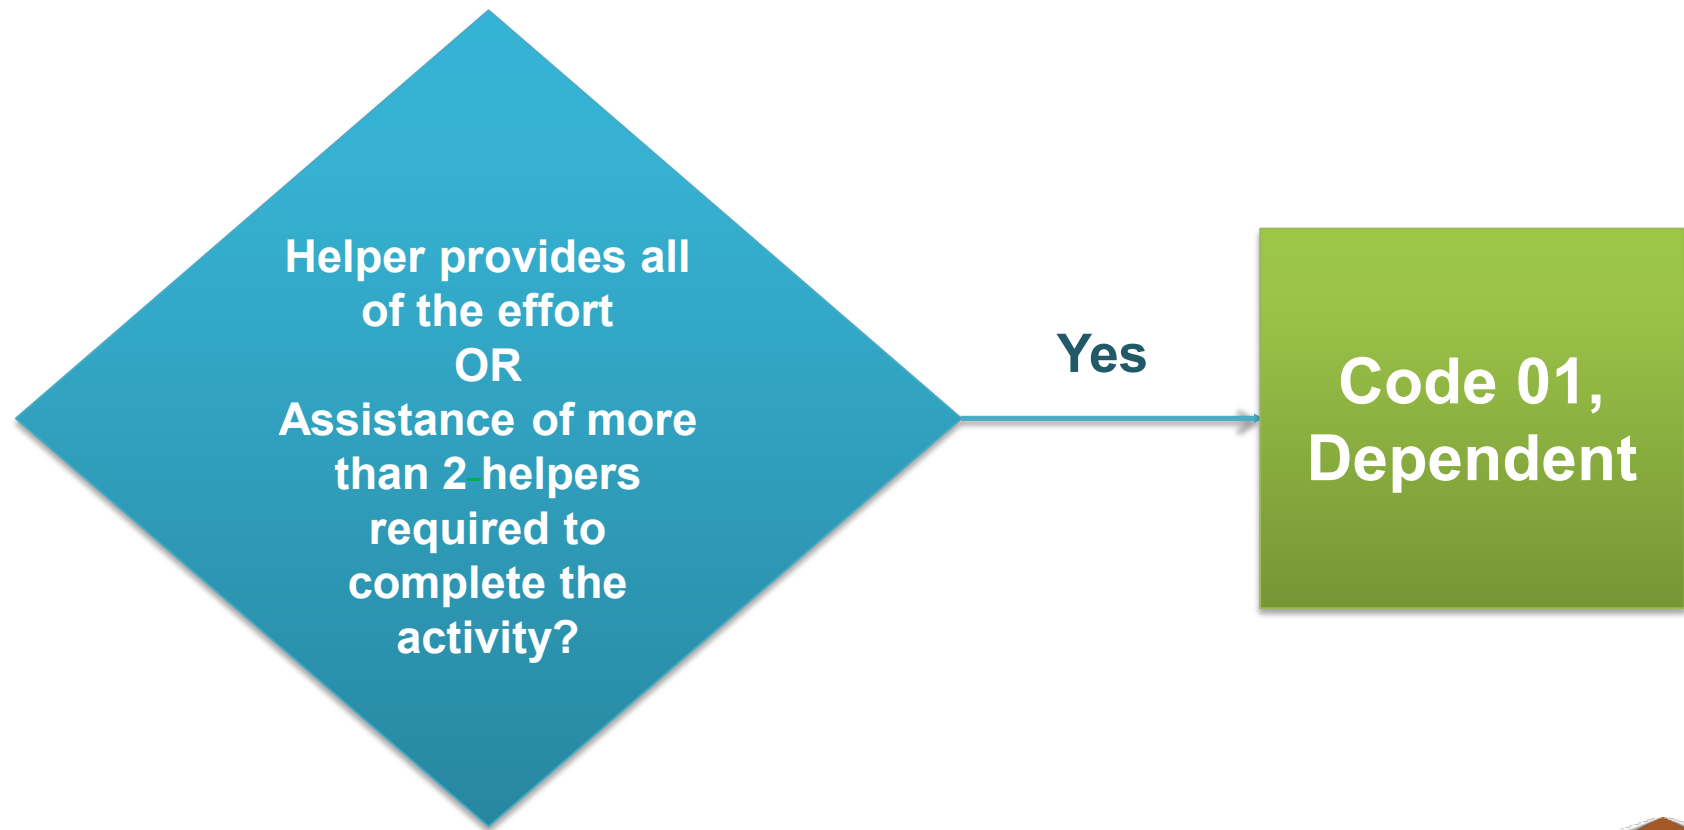 Helper provides all
of the effort
OR
Assistance of more
than 2 helpers
required to
complete the
activity?
Yes
Code 01,
Dependent